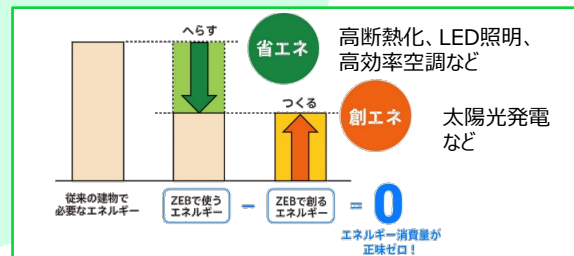 へらす
省エネ
高断熱化、LED照明、
高効率空調など
つくる
創エネ
太陽光発電
など
従来の建物で
必要なエネルギー
ZEBで使う
エネルギー
－
ZEBで創る
エネルギー
＝0
エネルギー消費量が
正味ゼロ！